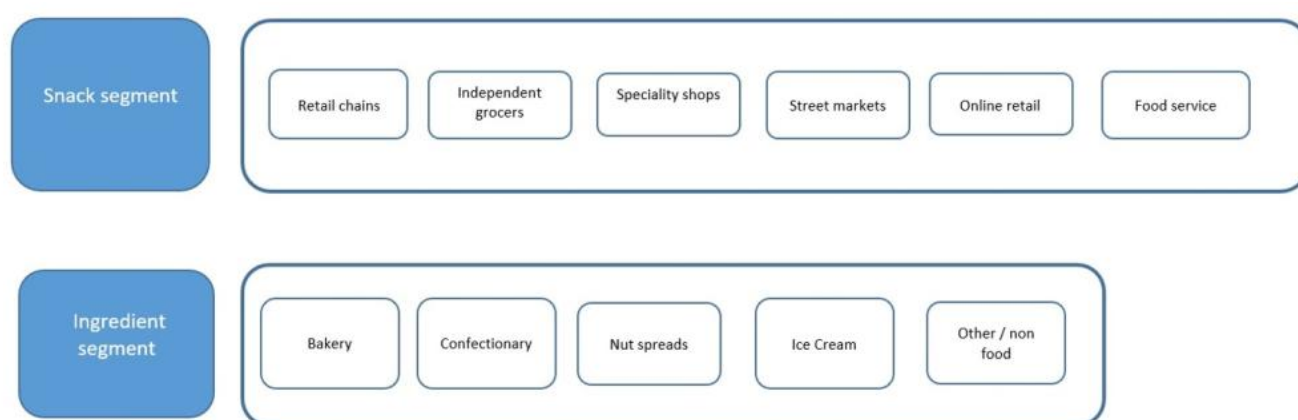 Snack segment
Retail chains
Independent
grocers
Speciality shops
Street markets
Online retail
Food service
Ingredient
segment
Bakery
Confectionary
Nut spreads
Ice Cream
Other / non
food